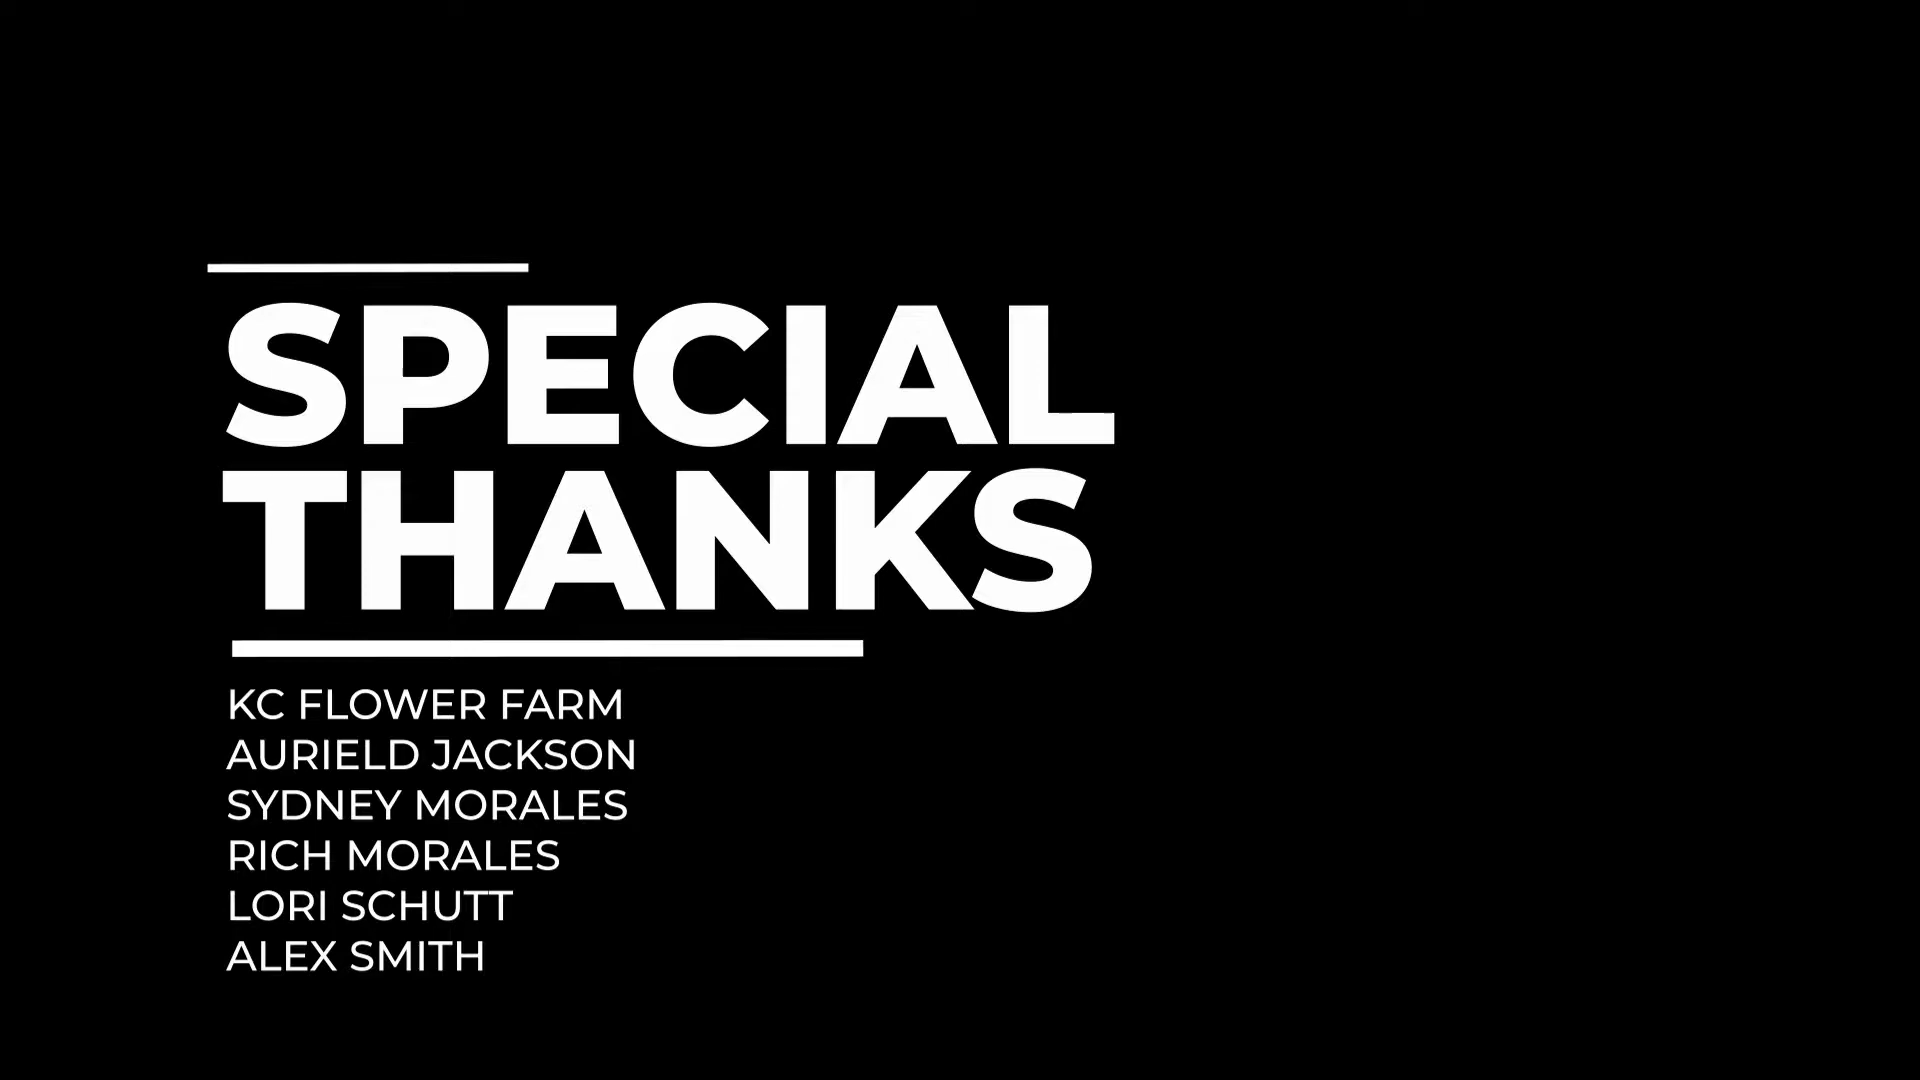 SPECIAL
THANKS
KC FLOWER FARM
AURIELD JACKSON
SYDNEY MORALES
RICH MORALES
LORI SCHUTT
ALEX SMITH